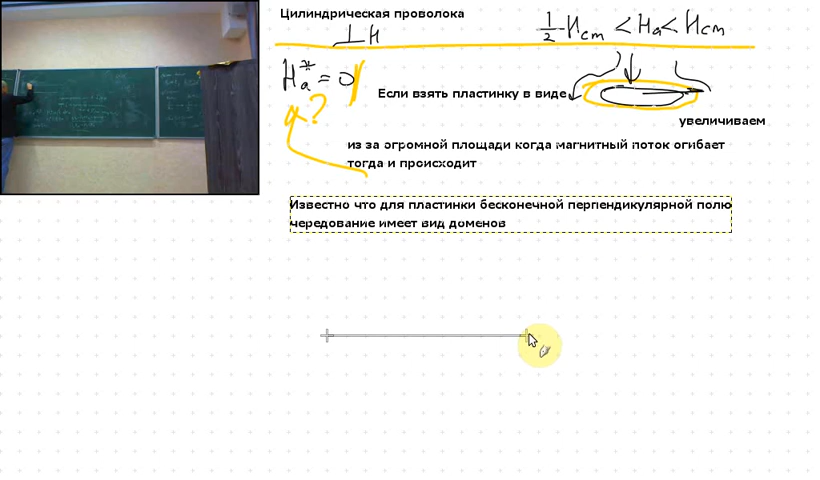 Цилиндрическая проволока
⊥H
½ Hcm < Ha < Hcm
Ha* = 0
?
Если взять пластинку в виде
увеличиваем
из за огромной площади когда магнитный поток огибает
тогда и происходит
Известно что для пластинки бесконечной перпендикулярной полю
чередование имеет вид доменов